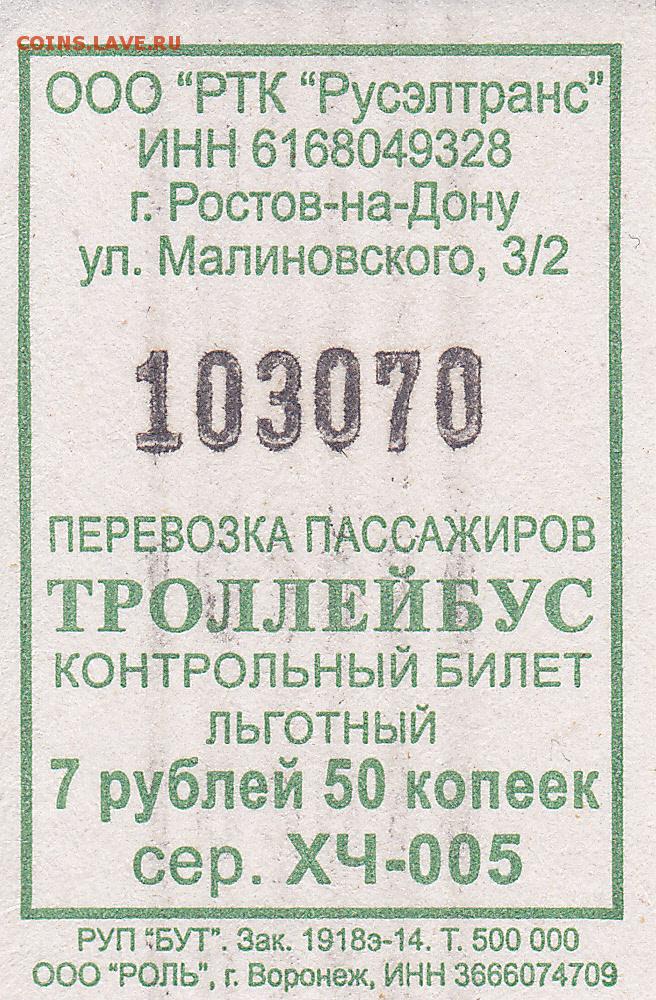 COINS.LAVE.RU
ООО "РТК "Русэлтранс"
ИНН 6168049328
г. Ростов-на-Дону
ул. Малиновского, 3/2
103070
ПЕРЕВОЗКА ПАССАЖИРОВ
ТРОЛЛЕЙБУС
КОНТРОЛЬНЫЙ БИЛЕТ
ЛЬГОТНЫЙ
7 рублей 50 копеек
сер. ХЧ-005
РУП "БУТ". Зак. 1918э-14. Т. 500 000
ООО "РОЛЬ", г. Воронеж, ИНН 3666074709